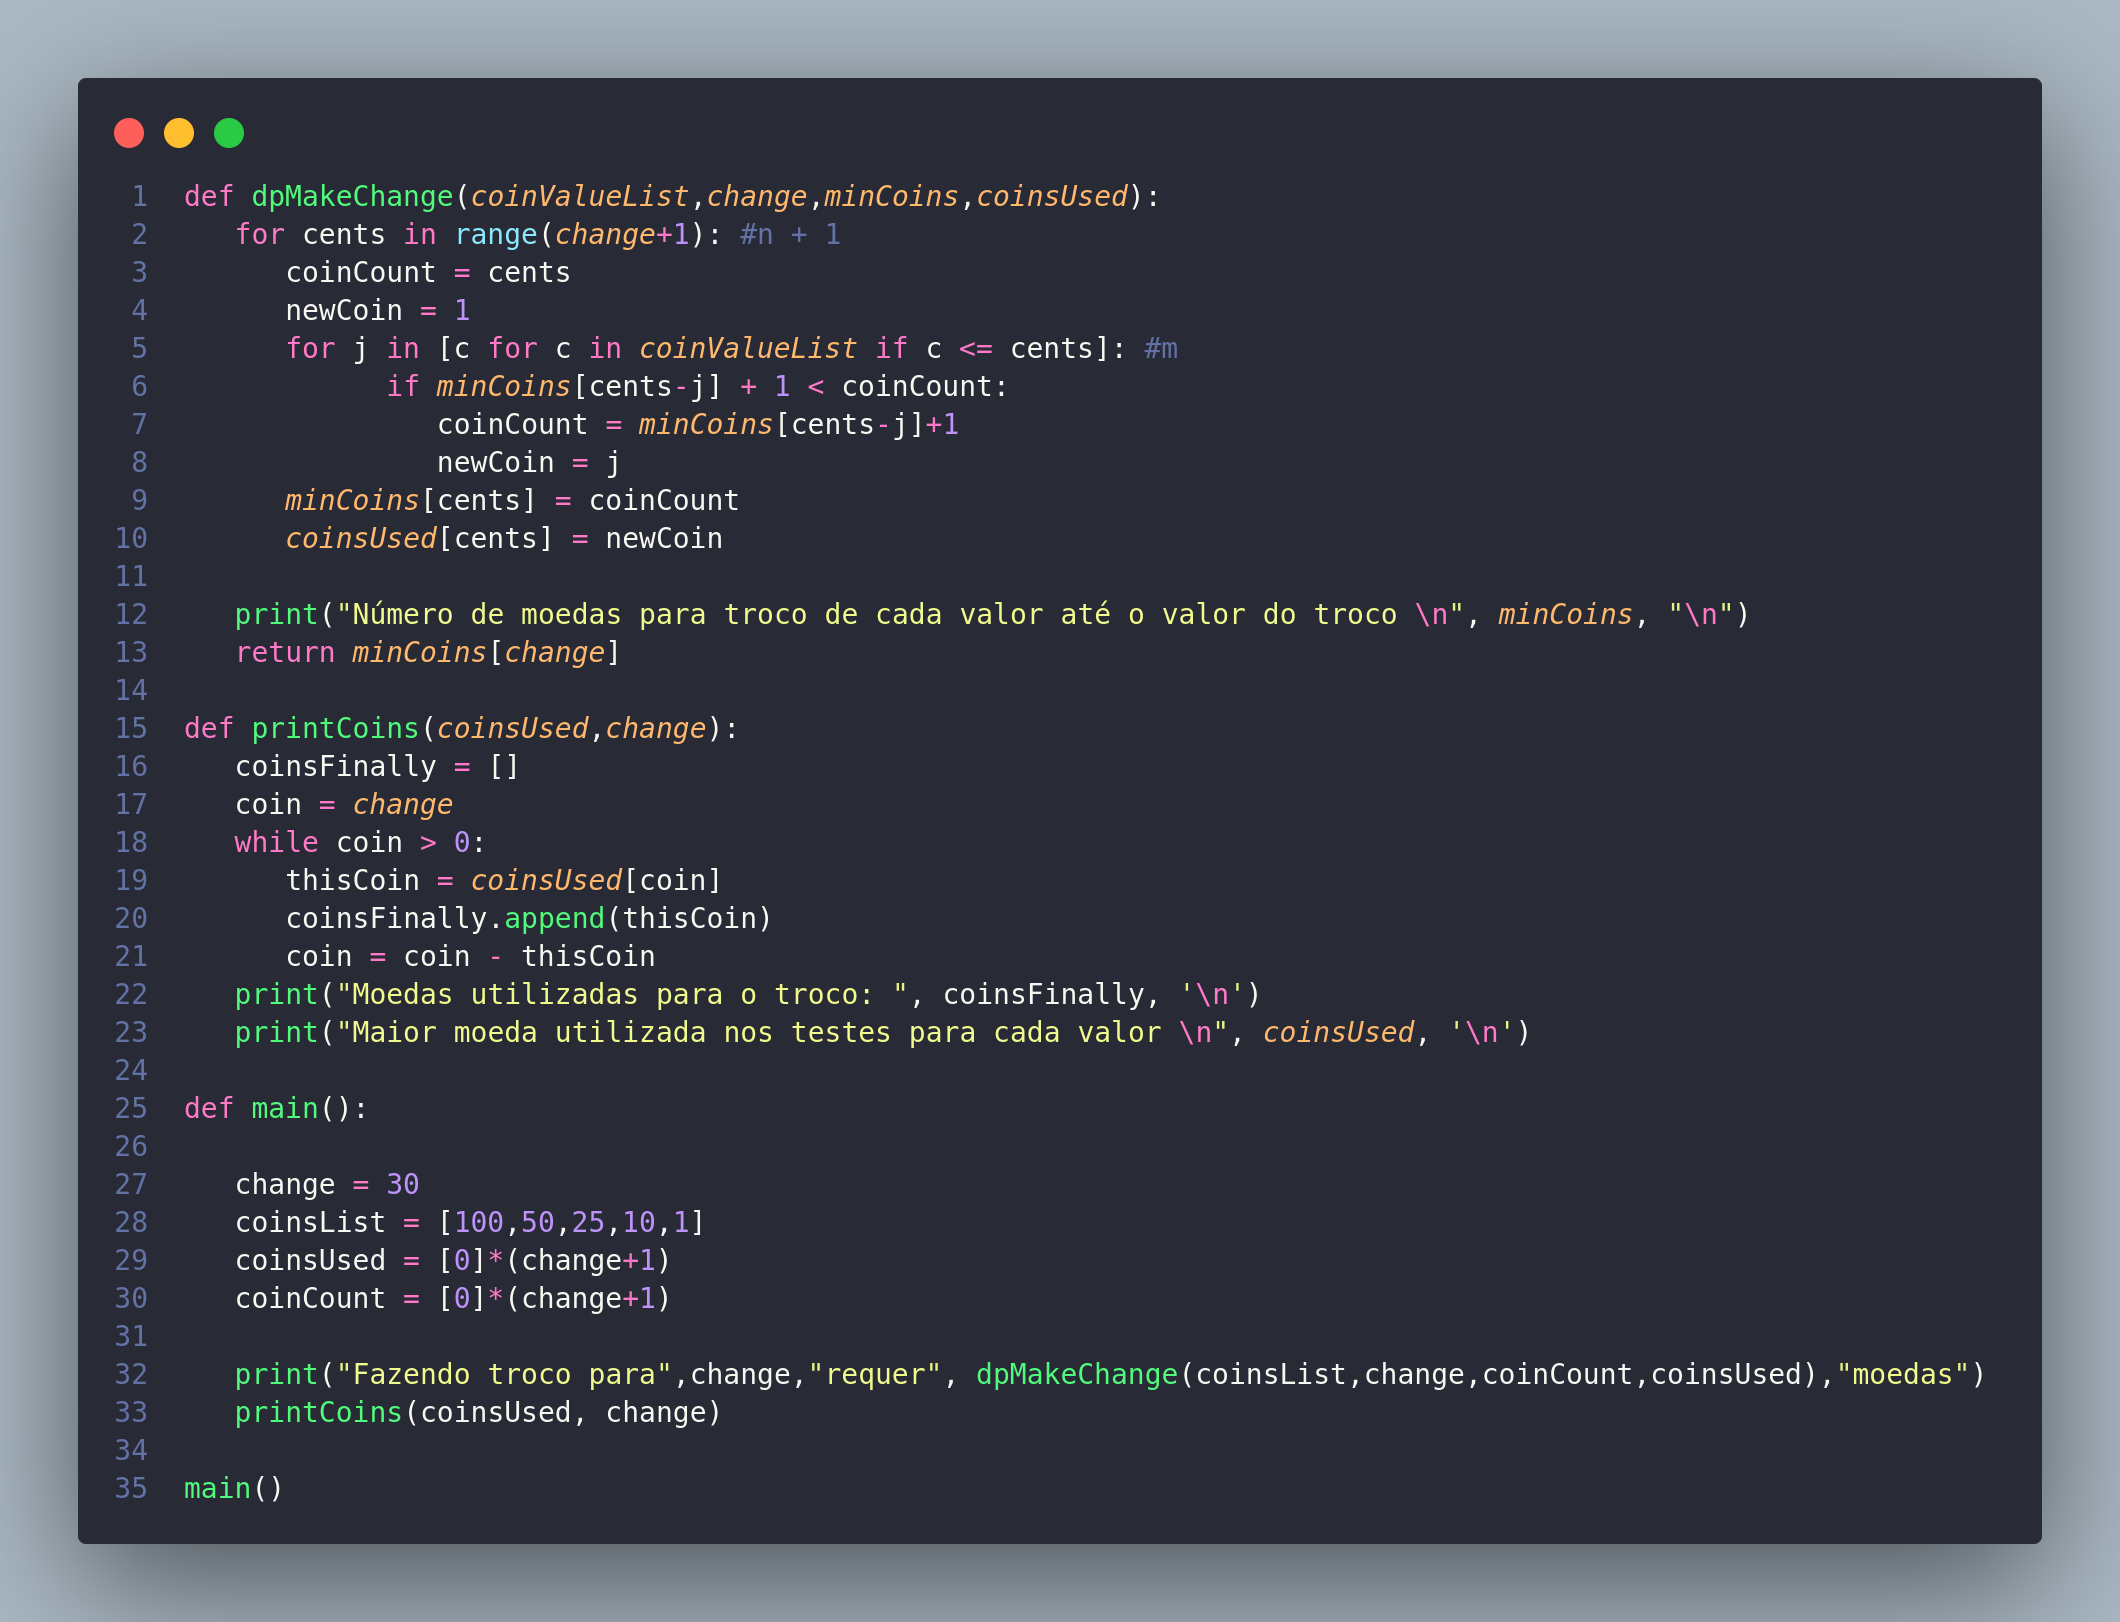 1 def dpMakeChange(coinValueList,change,minCoins,coinsUsed):
2    for cents in range(change+1): #n + 1
3       coinCount = cents
4       newCoin = 1
5       for j in [c for c in coinValueList if c <= cents]: #m
6             if minCoins[cents-j] + 1 < coinCount:
7                coinCount = minCoins[cents-j]+1
8                newCoin = j
9       minCoins[cents] = coinCount
10       coinsUsed[cents] = newCoin
11
12    print("Número de moedas para troco de cada valor até o valor do troco \n", minCoins, "\n")
13    return minCoins[change]
14
15 def printCoins(coinsUsed,change):
16    coinsFinally = []
17    coin = change
18    while coin > 0:
19       thisCoin = coinsUsed[coin]
20       coinsFinally.append(thisCoin)
21       coin = coin - thisCoin
22    print("Moedas utilizadas para o troco: ", coinsFinally, '\n')
23    print("Maior moeda utilizada nos testes para cada valor \n", coinsUsed, '\n')
24
25 def main():
26
27    change = 30
28    coinsList = [100,50,25,10,1]
29    coinsUsed = [0]*(change+1)
30    coinCount = [0]*(change+1)
31
32    print("Fazendo troco para",change,"requer", dpMakeChange(coinsList,change,coinCount,coinsUsed),"moedas")
33    printCoins(coinsUsed, change)
34
35 main()